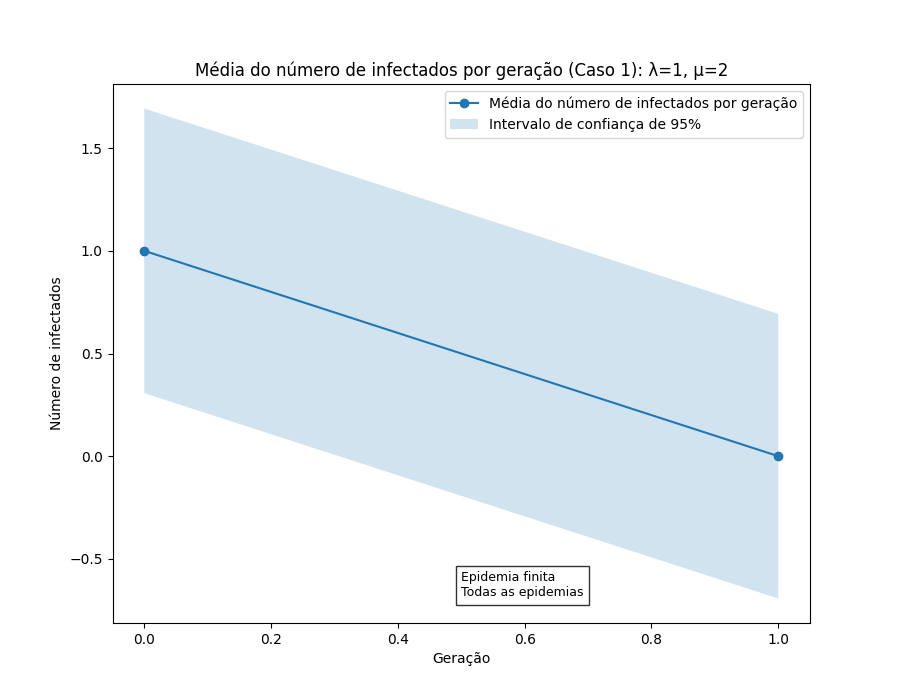 Média do número de infectados por geração (Caso 1): λ=1, μ=2
Média do número de infectados por geração
Intervalo de confiança de 95%
1.5
1.0
0.5
0.0
−0.5
Número de infectados
Epidemia finita
Todas as epidemias
0.0 0.2 0.4 0.6 0.8 1.0
Geração